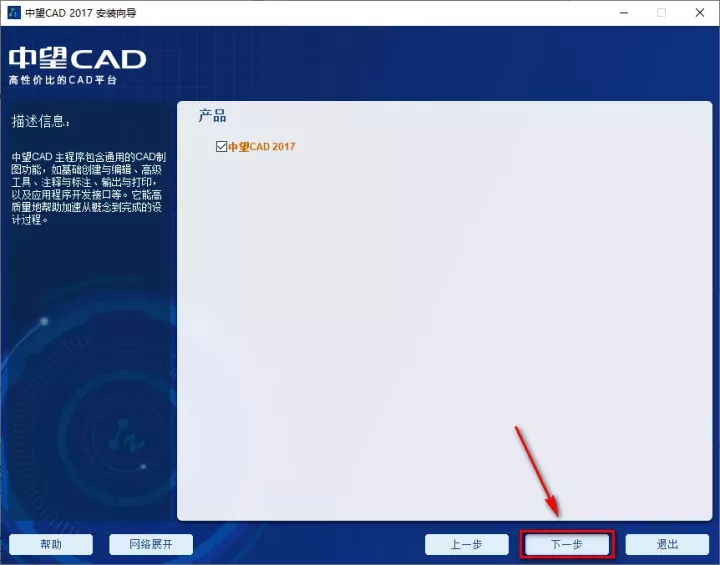 中望CAD 2017 安装向导
中望CAD
高性价比的CAD平台
描述信息：
中望CAD 主程序包含通用的CAD制
图功能，如基础创建与编辑、高级
工具、注释与标注、输出与打印，
以及应用程序开发接口等。它能高
质量地帮助加速从概念到完成的设
计过程。
产品
中望CAD 2017
帮助
网络展开
上一步
下一步
退出